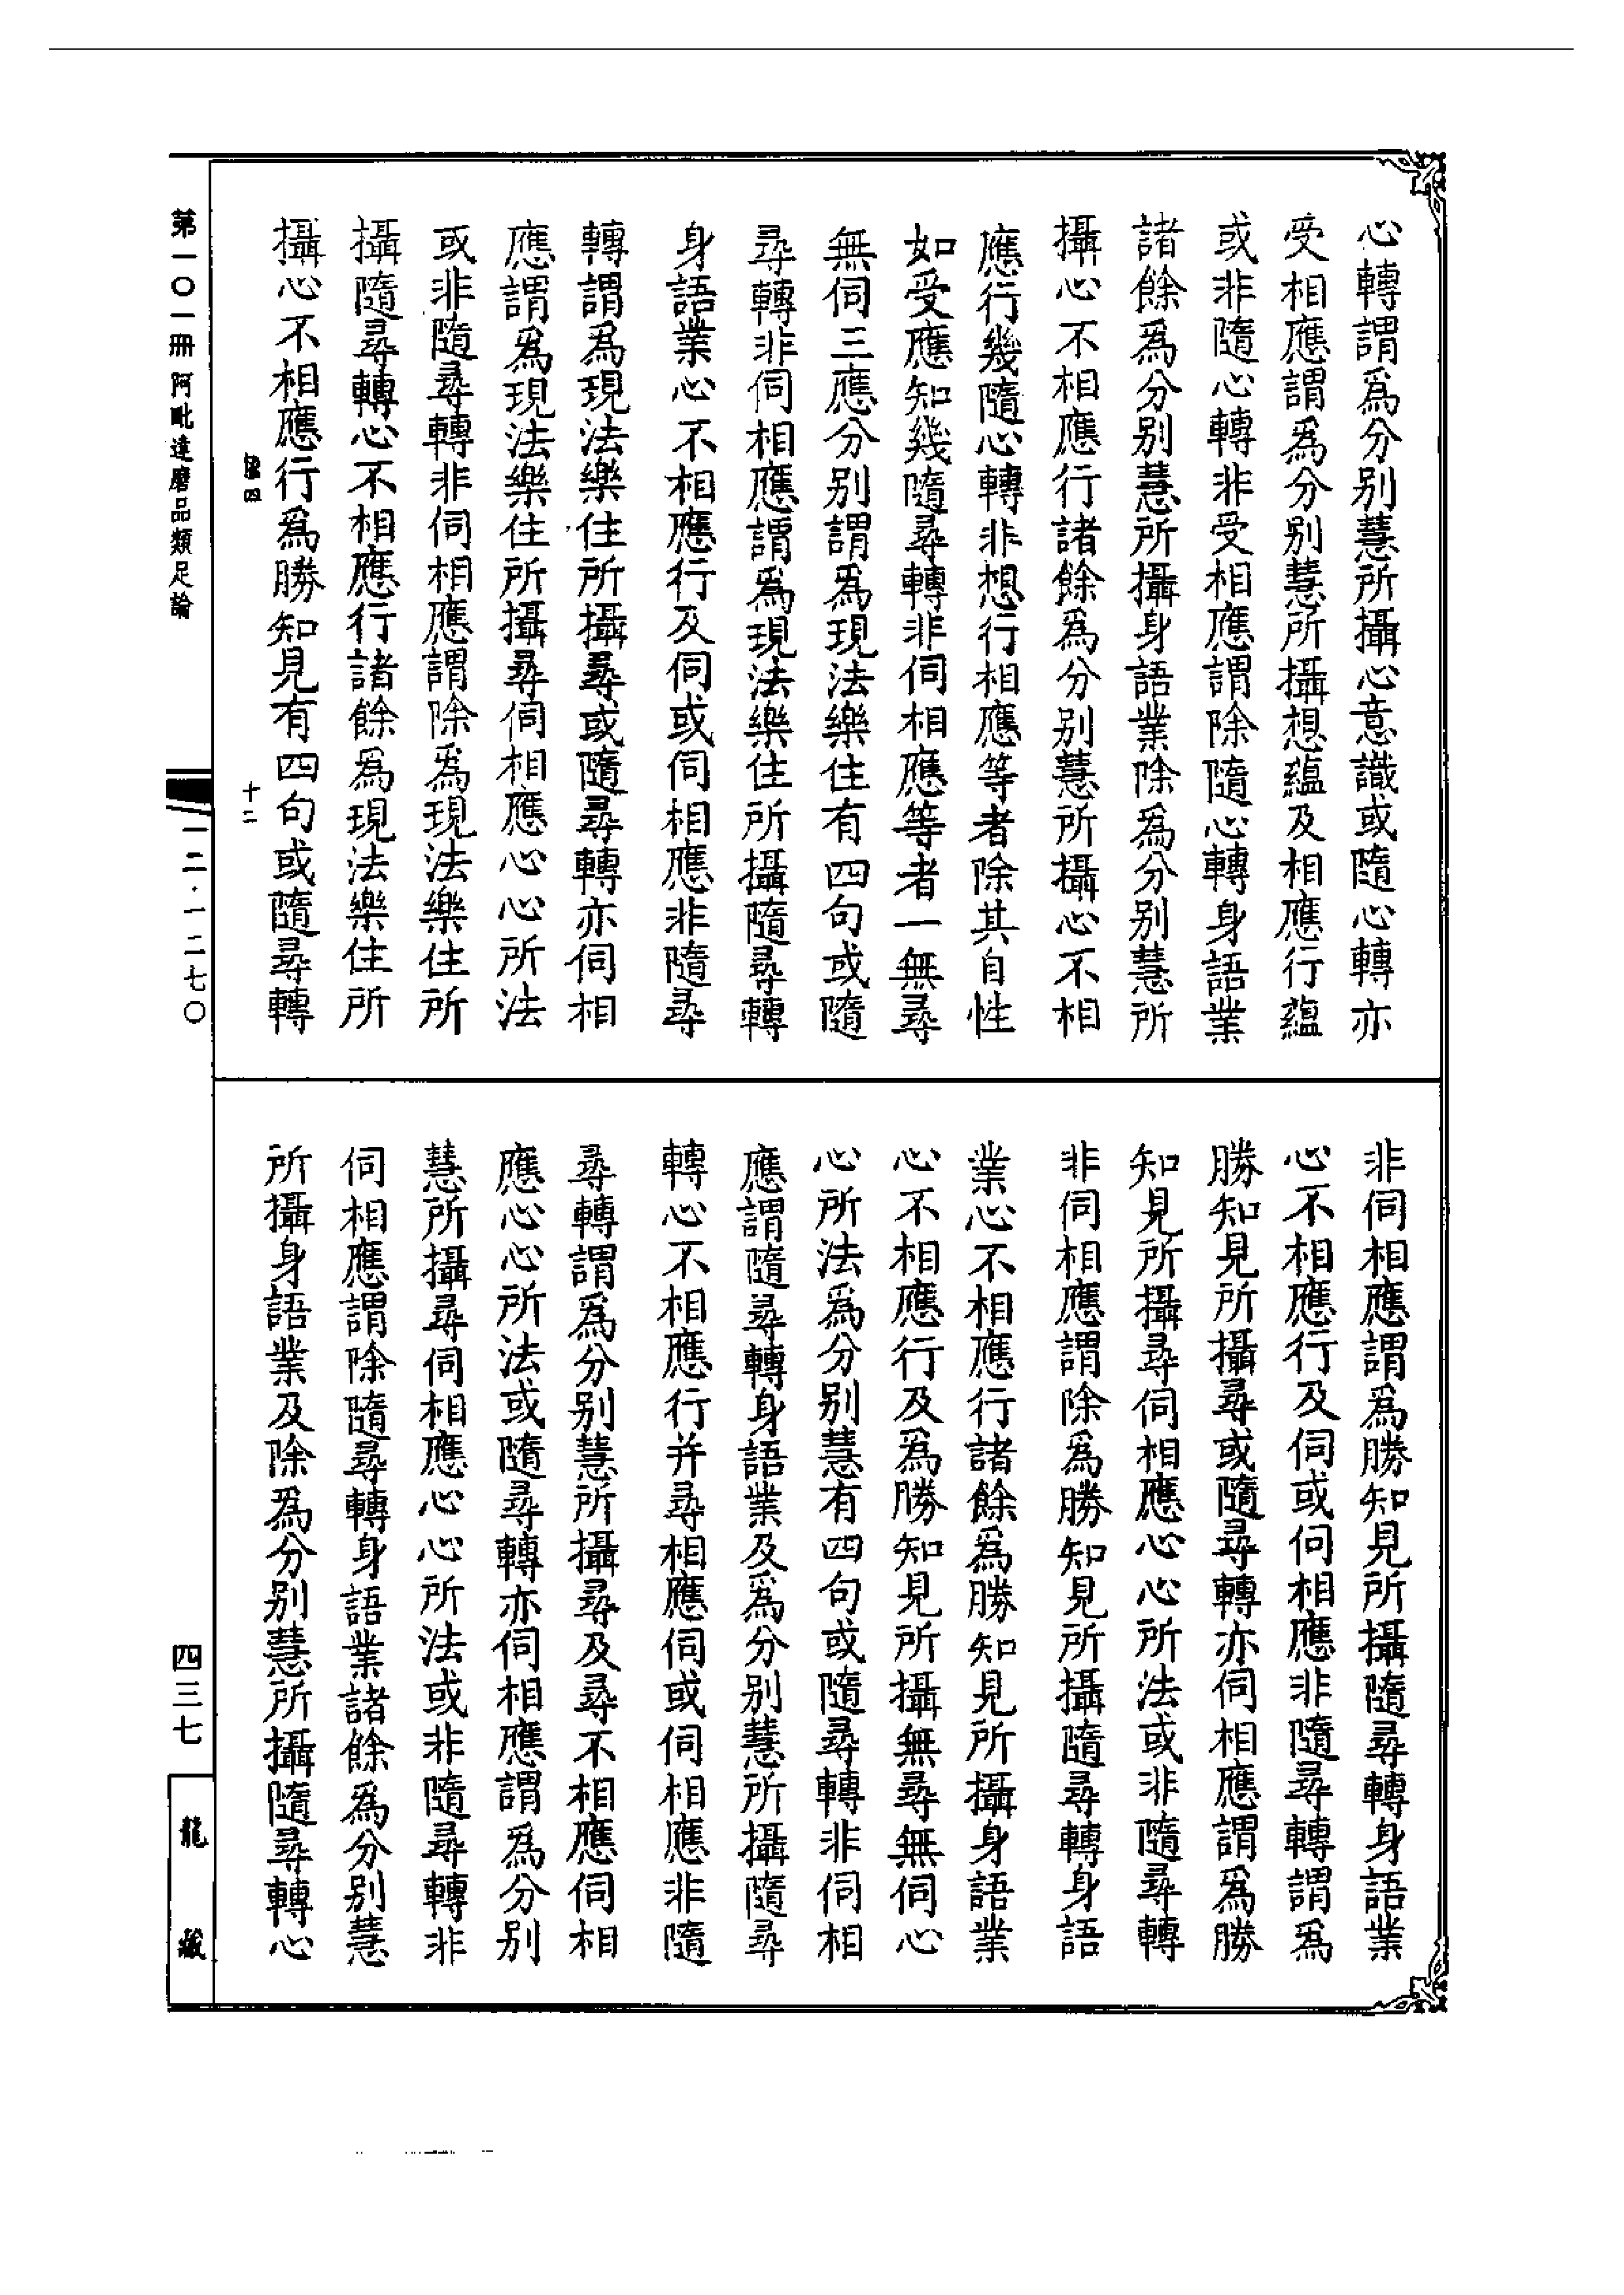 心轉謂爲分别慧所攝心意識或隨心轉亦
受相應謂爲分别慧所攝想蘊及相應行蘊
或非隨心轉非受相應謂除隨心轉身語業
諸餘爲分别慧所攝身語業除爲分别慧所
攝心不相應行諸餘爲分别慧所攝心不相
應行幾隨心轉非想行相應等者除其自性
如受應知幾隨尋轉非伺相應等者一無尋
無伺三應分别謂爲現法樂住有四句或隨
尋轉非伺相應謂爲現法樂住所攝隨尋轉
身語業心不相應行及伺或伺相應非隨尋
轉謂爲現法樂住所攝尋或隨尋轉亦伺相
應謂爲現法樂住所攝尋伺相應心心所法
或非隨尋轉非伺相應謂除爲現法樂住所
攝隨尋轉心不相應行諸餘爲現法樂住所
攝心不相應行爲勝知見有四句或隨尋轉
非伺相應謂爲勝知見所攝隨尋轉身語業
心不相應行及伺或伺相應非隨尋轉謂爲
勝知見所攝尋或隨尋轉亦伺相應謂爲勝
知見所攝尋伺相應心心所法或非隨尋轉
非伺相應謂除爲勝知見所攝隨尋轉身語
業心不相應行諸餘爲勝知見所攝身語業
心不相應行及爲勝知見所攝無尋無伺心
心所法爲分别慧有四句或隨尋轉非伺相
應謂隨尋轉身語業及爲分别慧所攝隨尋
轉心不相應行并尋相應伺或伺相應非隨
尋轉謂爲分别慧所攝尋及尋不相應伺相
應心心所法或隨尋轉亦伺相應謂爲分别
慧所攝尋伺相應心心所法或非隨尋轉非
伺相應謂除隨尋轉身語業諸餘爲分别慧
所攝身語業及除爲分别慧所攝隨尋轉心
十二
第一〇一冊 阿毗達磨品類足論
一二·一二七〇
四三七
龍藏